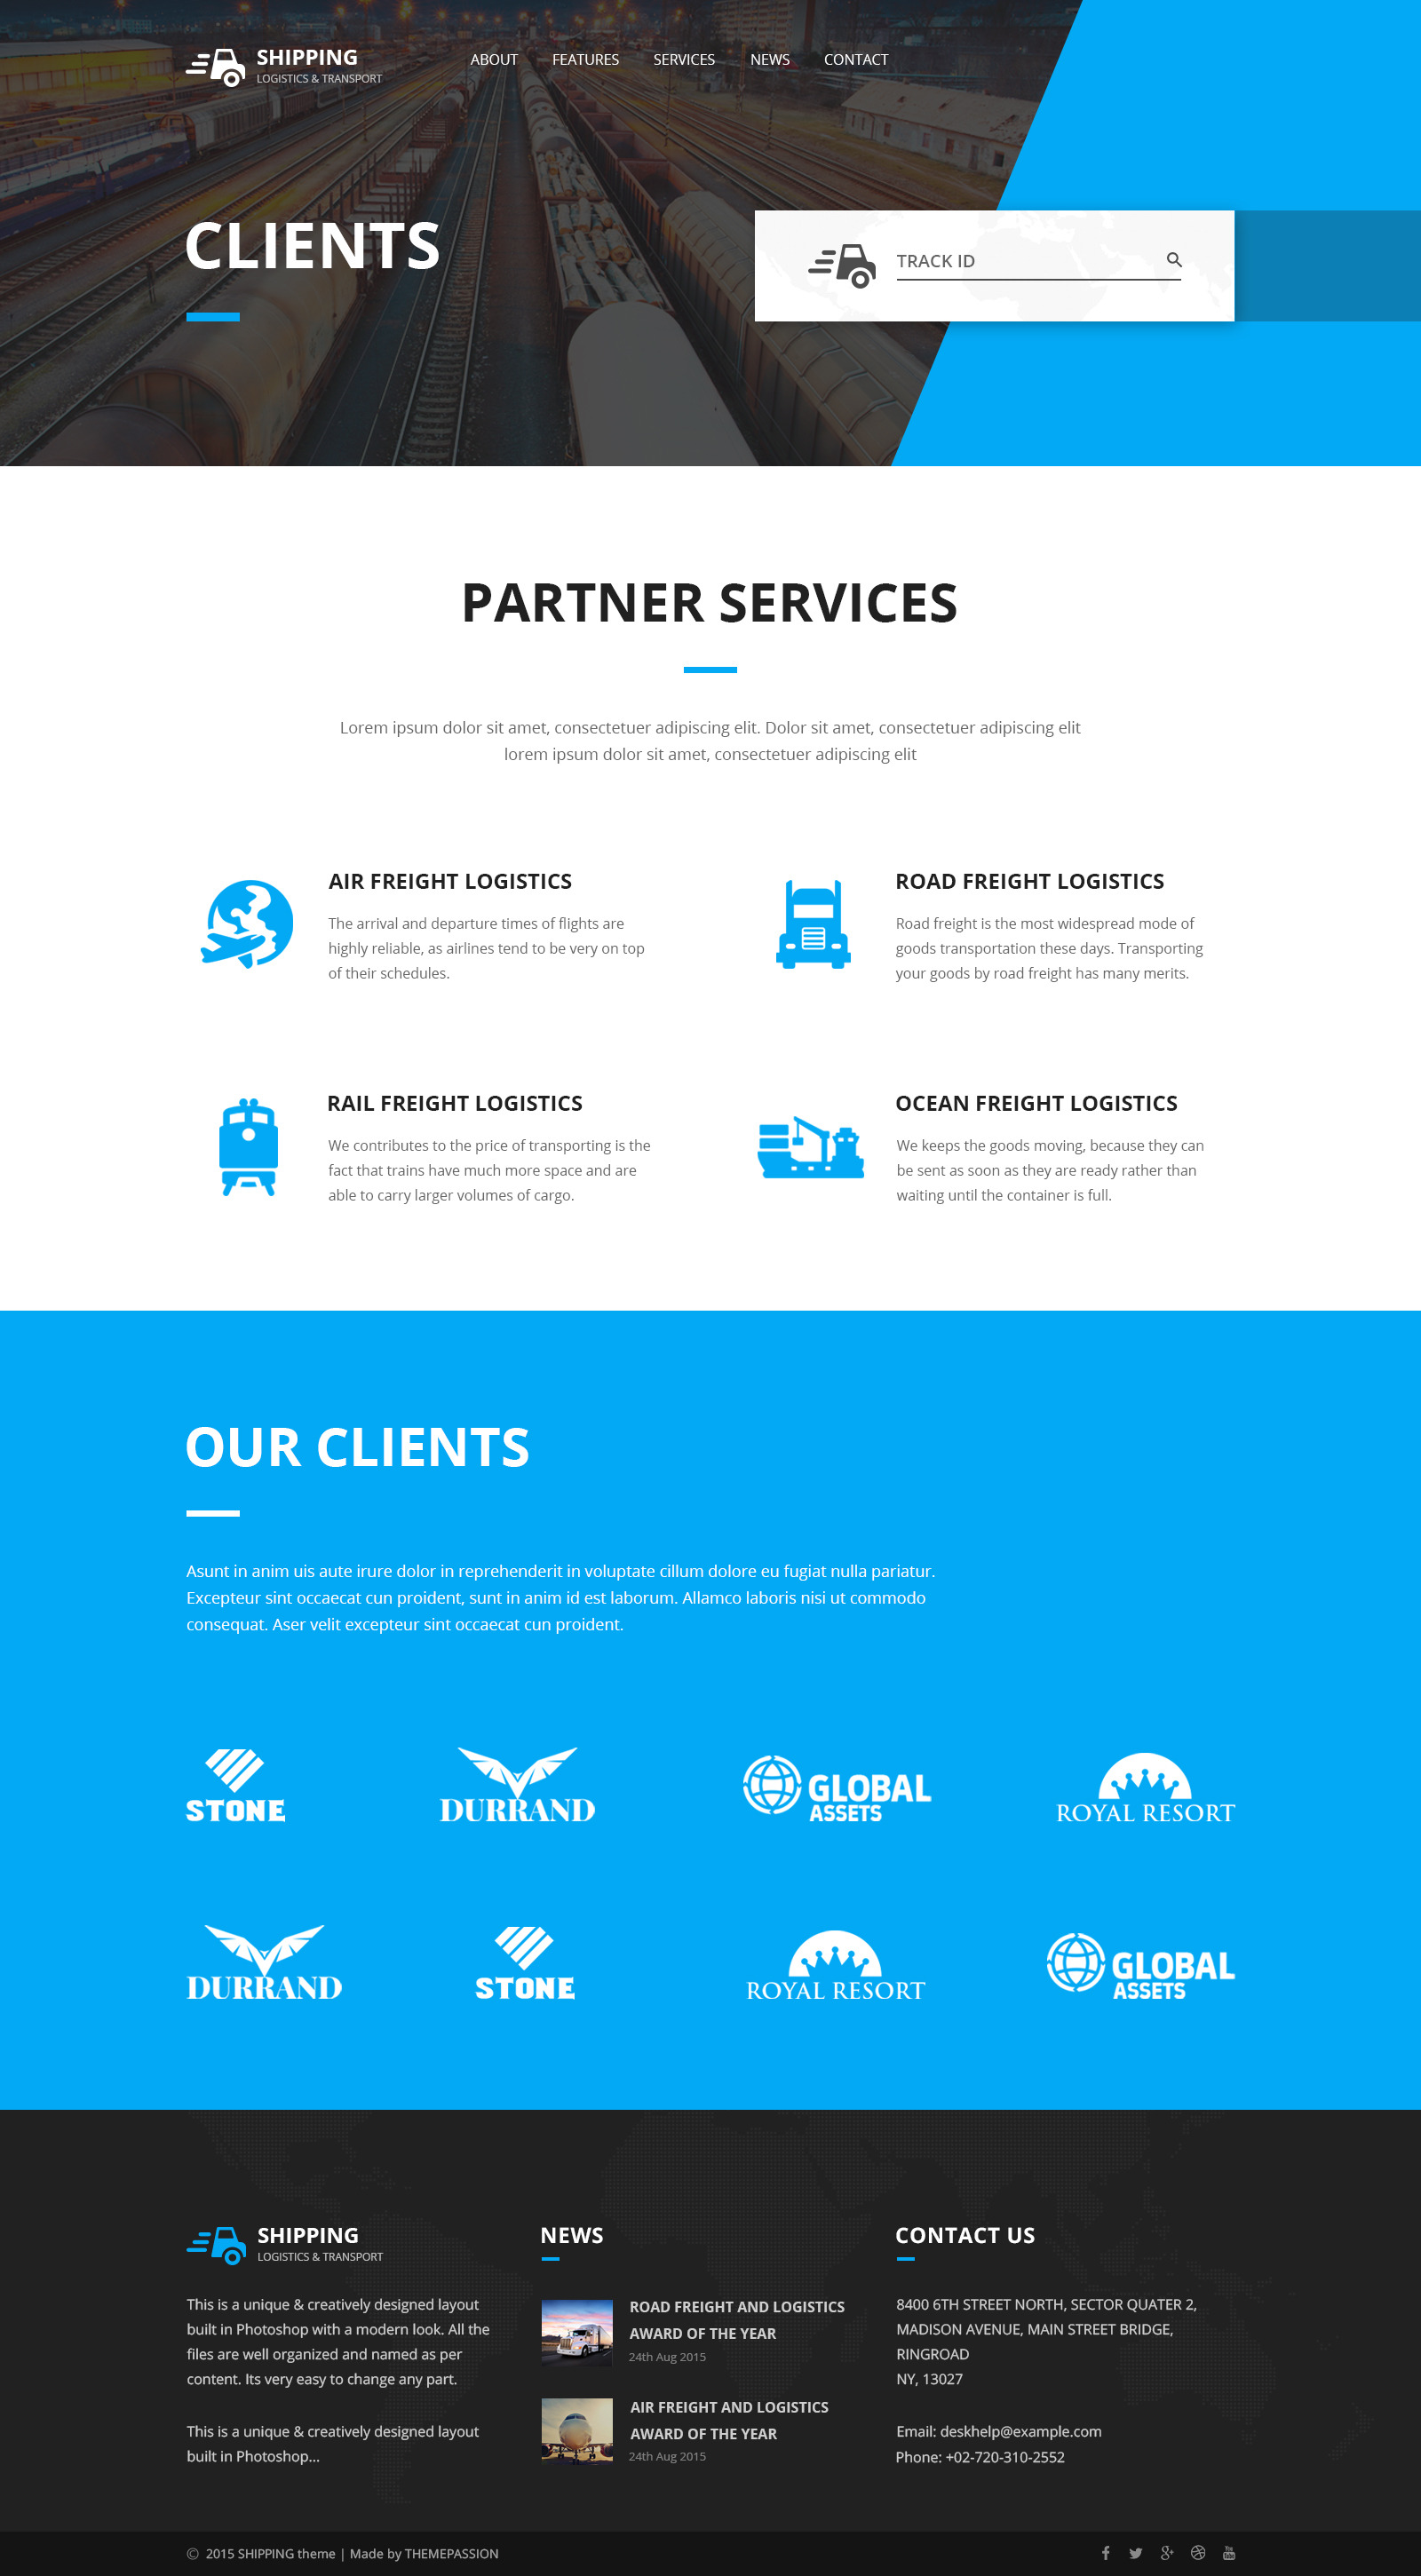 SHIPPING
LOGISTICS & TRANSPORT
ABOUT FEATURES SERVICES NEWS CONTACT
CLIENTS
TRACK ID
PARTNER SERVICES
Lorem ipsum dolor sit amet, consectetuer adipiscing elit. Dolor sit amet, consectetuer adipiscing elit
lorem ipsum dolor sit amet, consectetuer adipiscing elit
AIR FREIGHT LOGISTICS
The arrival and departure times of flights are
highly reliable, as airlines tend to be very on top
of their schedules.
ROAD FREIGHT LOGISTICS
Road freight is the most widespread mode of
goods transportation these days. Transporting
your goods by road freight has many merits.
RAIL FREIGHT LOGISTICS
We contributes to the price of transporting is the
fact that trains have much more space and are
able to carry larger volumes of cargo.
OCEAN FREIGHT LOGISTICS
We keeps the goods moving, because they can
be sent as soon as they are ready rather than
waiting until the container is full.
OUR CLIENTS
Asunt in anim uis aute irure dolor in reprehenderit in voluptate cillum dolore eu fugiat nulla pariatur.
Excepteur sint occaecat cun proident, sunt in anim id est laborum. Allamco laboris nisi ut commodo
consequat. Aser velit excepteur sint occaecat cun proident.
STONE
DURRAND
GLOBAL
ASSETS
ROYAL RESORT
DURRAND
STONE
ROYAL RESORT
GLOBAL
ASSETS
SHIPPING
LOGISTICS & TRANSPORT
This is a unique & creatively designed layout
built in Photoshop with a modern look. All the
files are well organized and named as per
content. Its very easy to change any part.
This is a unique & creatively designed layout
built in Photoshop...
NEWS
ROAD FREIGHT AND LOGISTICS
AWARD OF THE YEAR
24th Aug 2015
AIR FREIGHT AND LOGISTICS
AWARD OF THE YEAR
24th Aug 2015
CONTACT US
8400 6TH STREET NORTH, SECTOR QUATER 2,
MADISON AVENUE, MAIN STREET BRIDGE,
RINGROAD
NY, 13027
Email: deskhelp@example.com
Phone: +02-720-310-2552
© 2015 SHIPPING theme | Made by THEMEPASSION